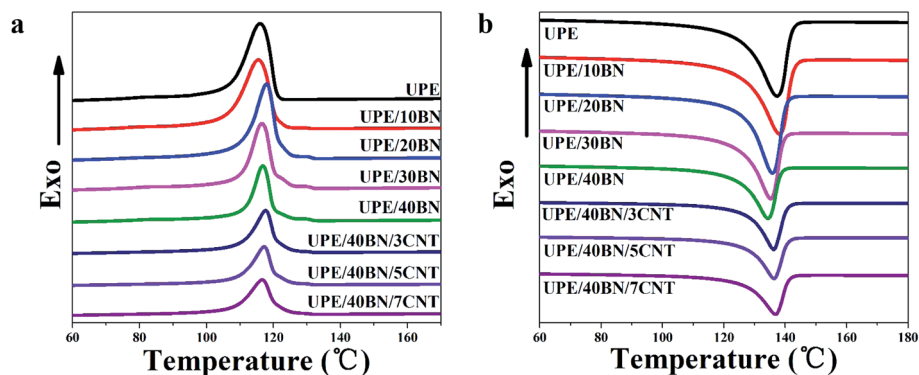 a
Exo
UPE
UPE/10BN
UPE/20BN
UPE/30BN
UPE/40BN
UPE/40BN/3CNT
UPE/40BN/5CNT
UPE/40BN/7CNT
60 80 100 120 140 160
Temperature (℃)
b
Exo
UPE
UPE/10BN
UPE/20BN
UPE/30BN
UPE/40BN
UPE/40BN/3CNT
UPE/40BN/5CNT
UPE/40BN/7CNT
60 80 100 120 140 160 180
Temperature (℃)